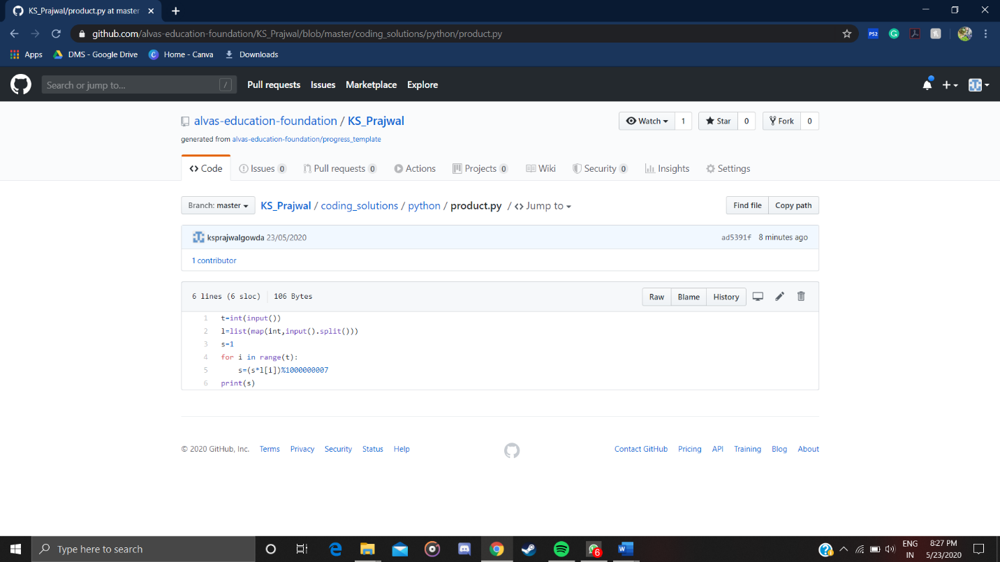 KS_Prajwal/product.py at master
github.com/alvas-education-foundation/KS_Prajwal/blob/master/coding_solutions/python/product.py
PS2
Apps DMS - Google Drive Home - Canva Downloads
Search or jump to... / Pull requests Issues Marketplace Explore
alvas-education-foundation / KS_Prajwal Watch 1 Star 0 Fork 0
generated from alvas-education-foundation/progress_template
Code Issues 0 Pull requests 0 Actions Projects 0 Wiki Security 0 Insights Settings
Branch: master KS_Prajwal / coding_solutions / python / product.py / Jump to Find file Copy path
ksprajwalgowda 23/05/2020 ad5391f 8 minutes ago
1 contributor
6 lines (6 sloc) 106 Bytes Raw Blame History
1 t=int(input())
2 l=list(map(int,input().split()))
3 s=1
4 for i in range(t):
5 s=(s*l[i])%1000000007
6 print(s)
© 2020 GitHub, Inc. Terms Privacy Security Status Help Contact GitHub Pricing API Training Blog About
Type here to search 6 ENG 8:27 PM
IN 5/23/2020